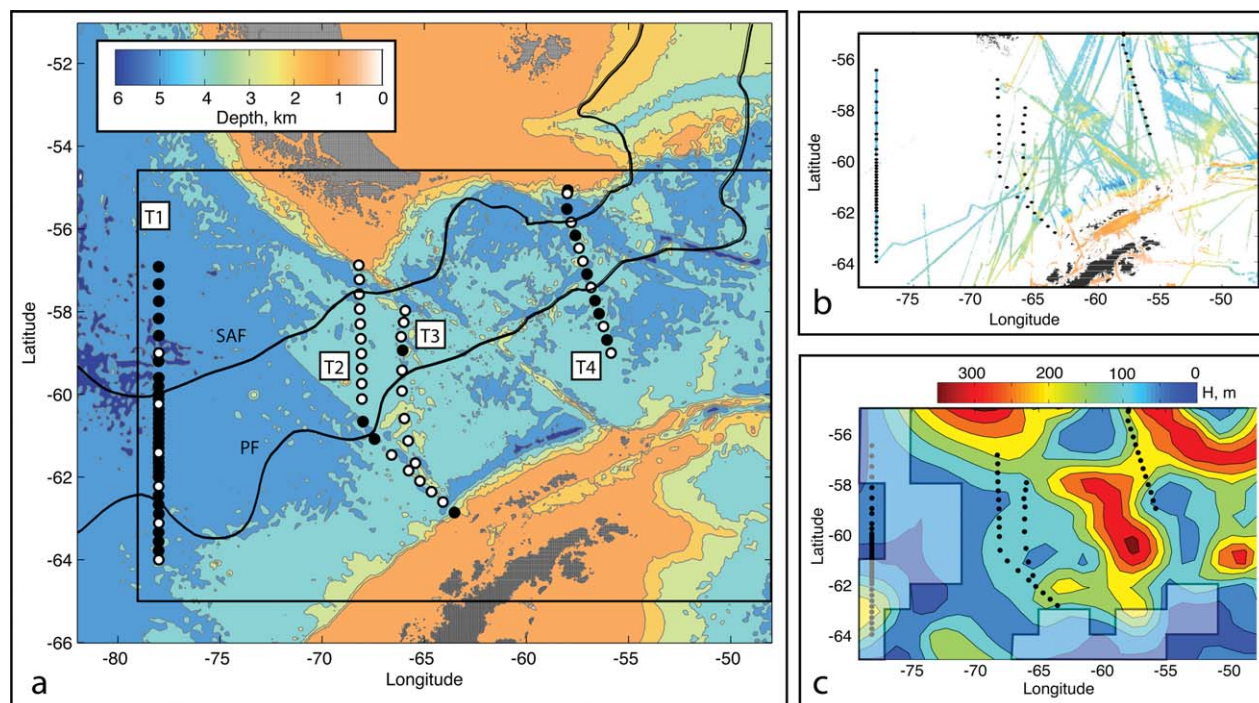 6 5 4 3 2 1 0
Depth, km
T1
T2
T3
T4
SAF
PF
-52
-54
-56
-58
-60
-62
-64
-66
Latitude
-80 -75 -70 -65 -60 -55 -50
Longitude
a
-56
-58
-60
-62
-64
Latitude
-75 -70 -65 -60 -55 -50
Longitude
b
300 200 100 0
H, m
-56
-58
-60
-62
-64
Latitude
-75 -70 -65 -60 -55 -50
Longitude
c